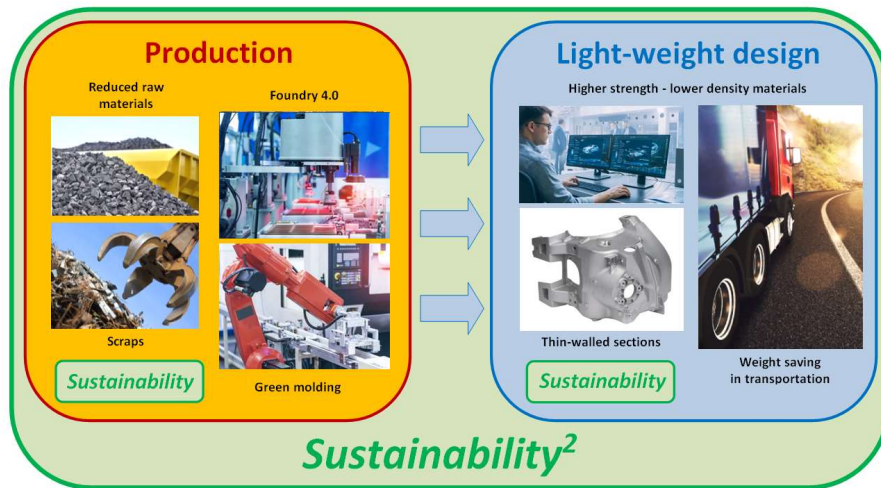 Production
Reduced raw
materials
Foundry 4.0
Scraps
Green molding
Sustainability
Light-weight design
Higher strength - lower density materials
Thin-walled sections
Weight saving
in transportation
Sustainability
Sustainability²